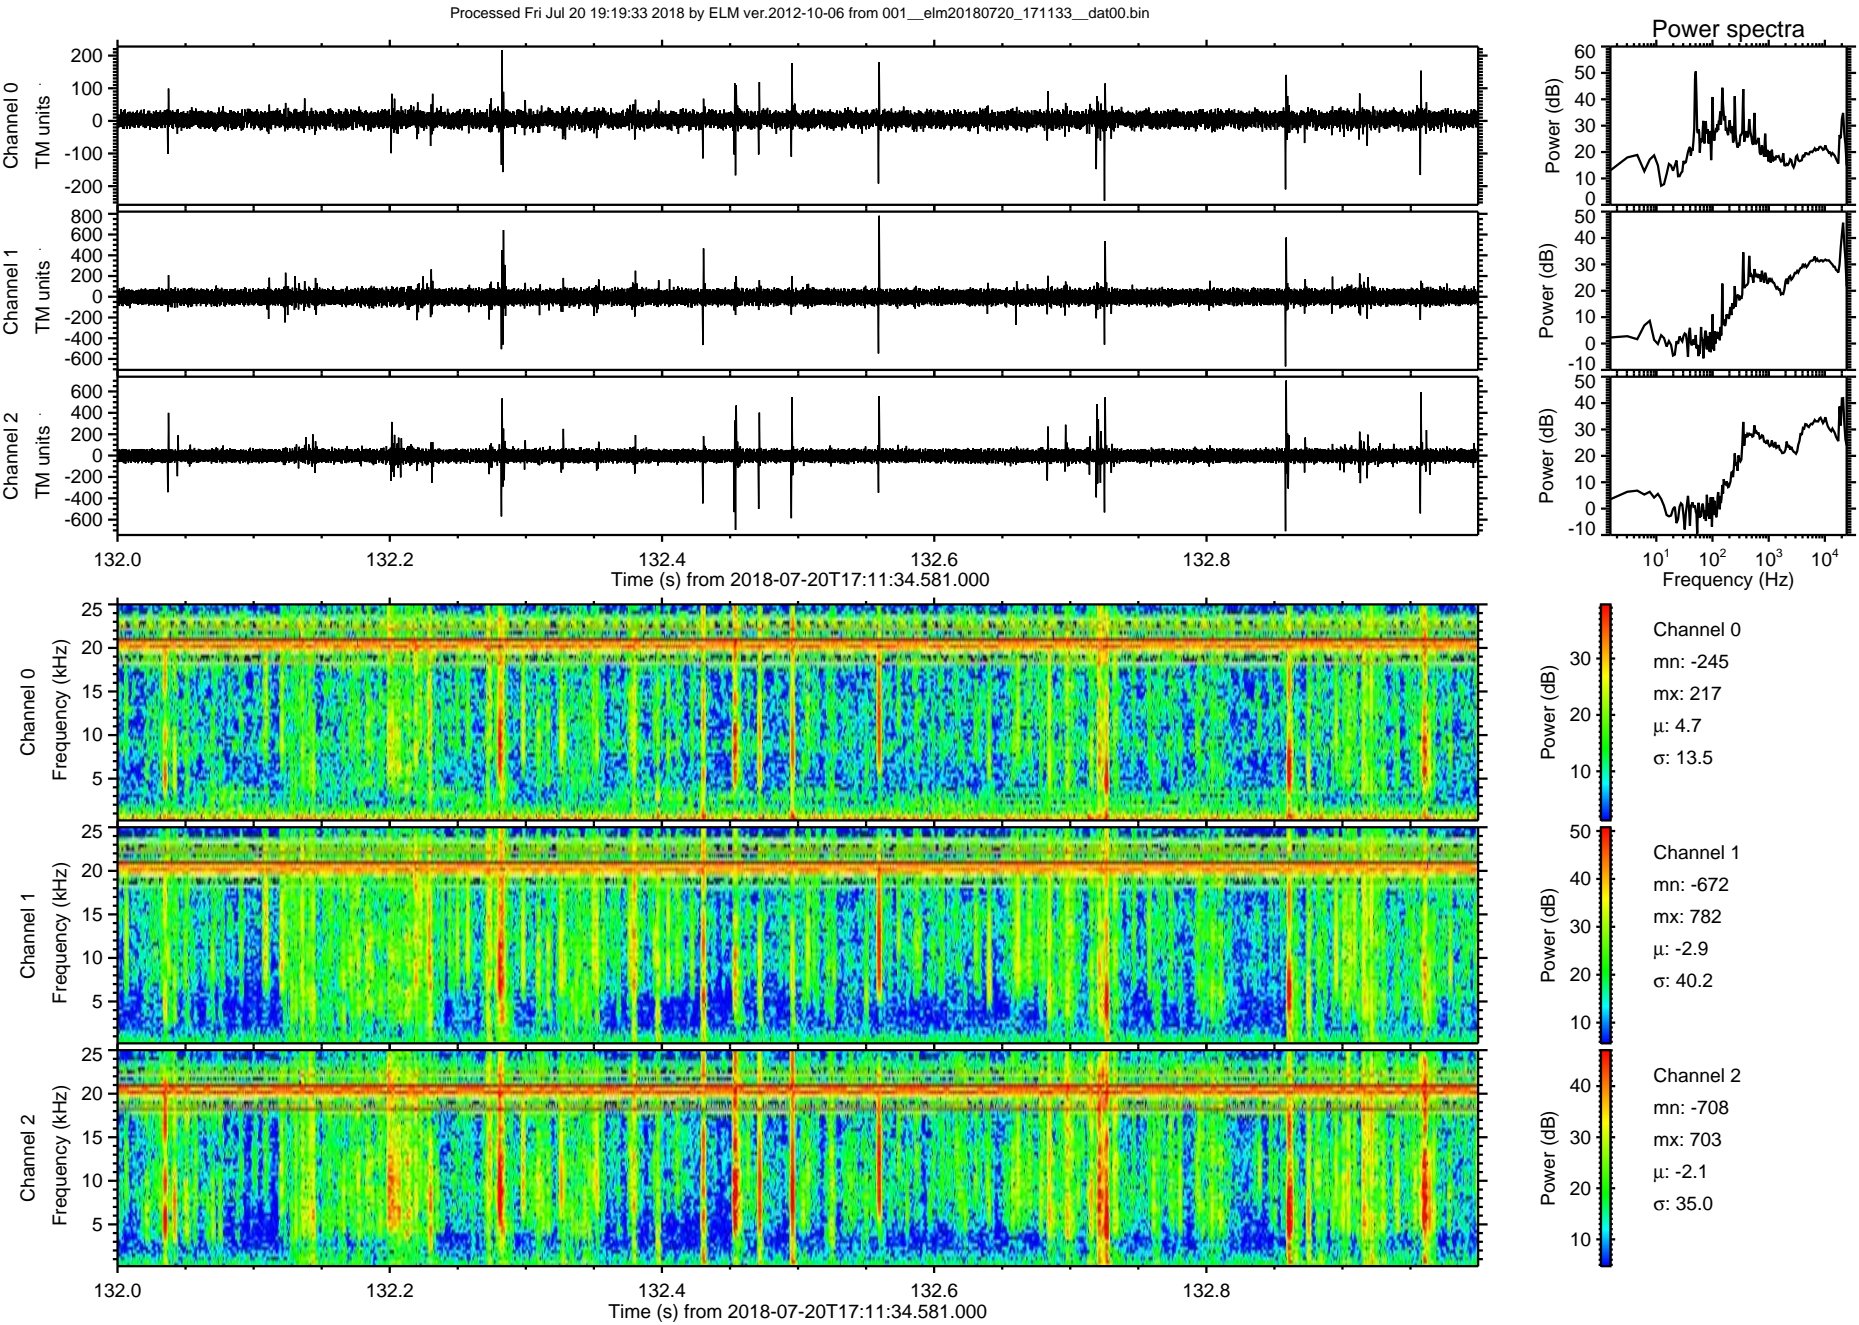 Processed Fri Jul 20 19:19:33 2018 by ELM ver.2012-10-06 from 001__elm20180720_171133__dat00.bin
Power spectra
Channel 0
TM units
200
100
0
-100
-200
Power (dB)
60
50
40
30
20
10
0
Channel 1
TM units
800
600
400
200
0
-200
-400
-600
Power (dB)
50
40
30
20
10
0
-10
Channel 2
TM units
600
400
200
0
-200
-400
-600
Power (dB)
50
40
30
20
10
0
-10
132.0 132.2 132.4 132.6 132.8
Time (s) from 2018-07-20T17:11:34.581.000
10¹ 10² 10³ 10⁴
Frequency (Hz)
Channel 0
Frequency (kHz)
25
20
15
10
5
Power (dB)
30
20
10
Channel 0
mn: -245
mx: 217
μ: 4.7
σ: 13.5
Channel 1
Frequency (kHz)
25
20
15
10
5
Power (dB)
50
40
30
20
10
Channel 1
mn: -672
mx: 782
μ: -2.9
σ: 40.2
Channel 2
Frequency (kHz)
25
20
15
10
5
Power (dB)
40
30
20
10
Channel 2
mn: -708
mx: 703
μ: -2.1
σ: 35.0
132.0 132.2 132.4 132.6 132.8
Time (s) from 2018-07-20T17:11:34.581.000